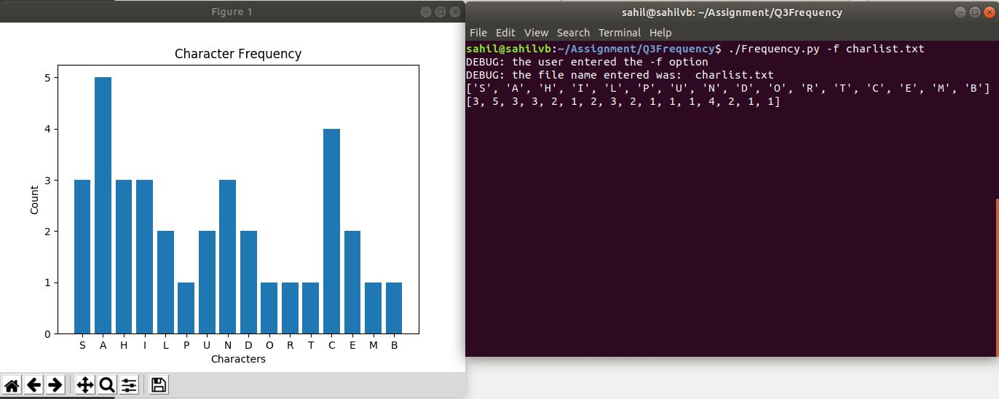 Figure 1
Character Frequency
5
4
3
2
1
0
Count
S A H I L P U N D O R T C E M B
Characters
sahil@sahilvb: ~/Assignment/Q3Frequency
File Edit View Search Terminal Help
sahil@sahilvb:~/Assignment/Q3Frequency$ ./Frequency.py -f charlist.txt
DEBUG: the user entered the -f option
DEBUG: the file name entered was:  charlist.txt
['S', 'A', 'H', 'I', 'L', 'P', 'U', 'N', 'D', 'O', 'R', 'T', 'C', 'E', 'M', 'B']
[3, 5, 3, 3, 2, 1, 2, 3, 2, 1, 1, 1, 4, 2, 1, 1]